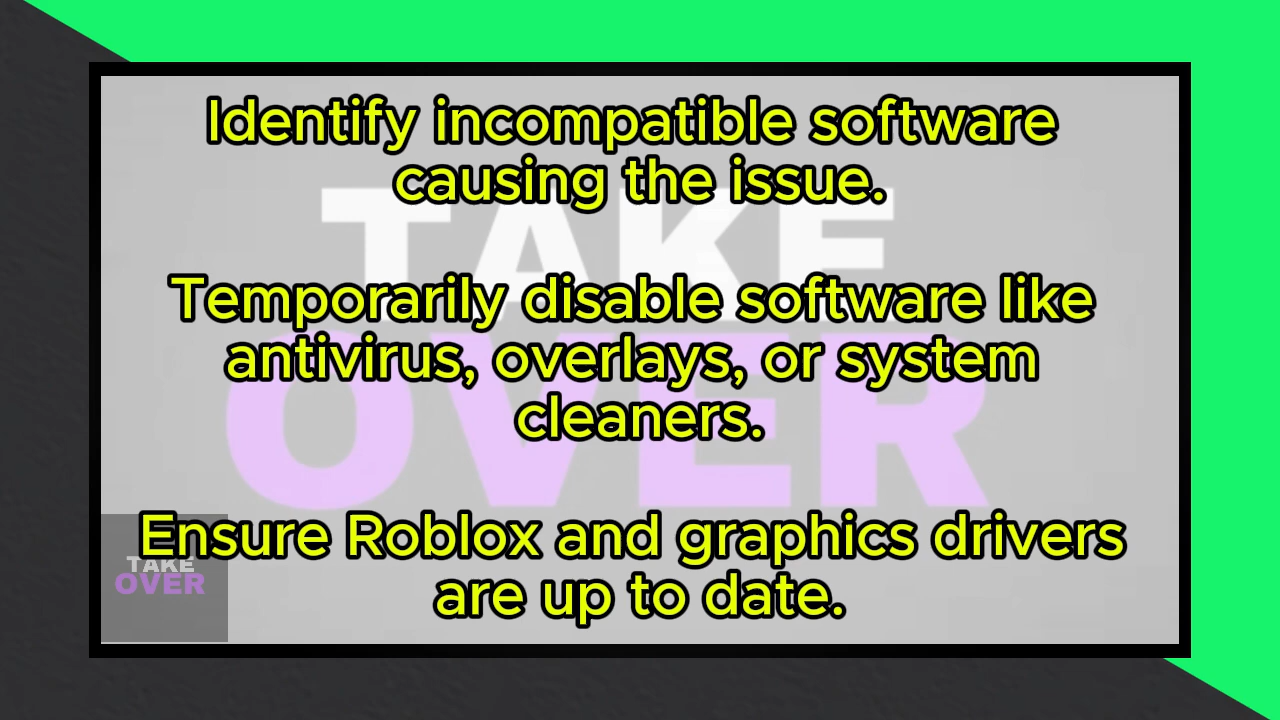 Identify incompatible software
causing the issue.
TAKE
Temporarily disable software like
antivirus, overlays, or system
cleaners.
OVER
Ensure Roblox and graphics drivers
are up to date.
TAKE
OVER